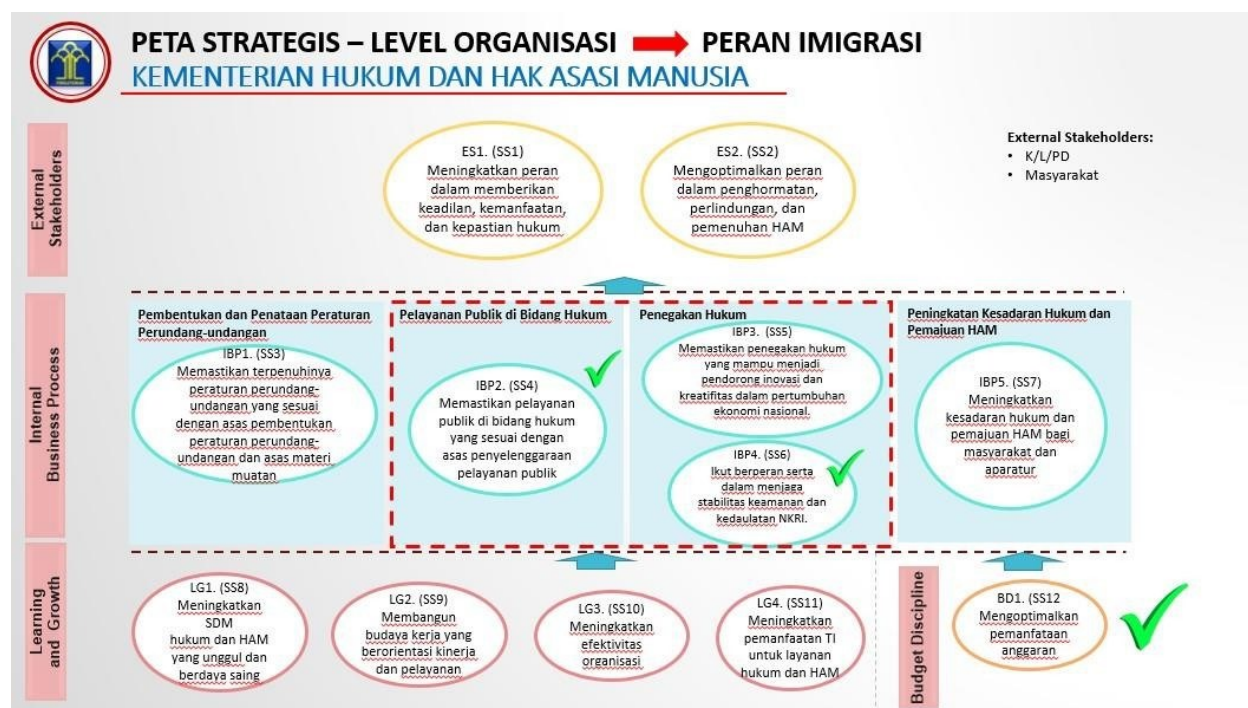 PETA STRATEGIS – LEVEL ORGANISASI PERAN IMIGRASI
KEMENTERIAN HUKUM DAN HAK ASASI MANUSIA
External
Stakeholders
ES1. (SS1)
Meningkatkan peran
dalam memberikan
keadilan, kemanfaatan,
dan kepastian hukum
ES2. (SS2)
Mengoptimalkan peran
dalam penghormatan,
perlindungan, dan
pemenuhan HAM
External Stakeholders:
• K/L/PD
• Masyarakat
Internal
Business Process
Pembentukan dan Penataan Peraturan
Perundang-undangan
IBP1. (SS3)
Memastikan terpenuhinya
peraturan perundang-
undangan yang sesuai
dengan asas pembentukan
peraturan perundang-
undangan dan asas materi
muatan
Pelayanan Publik di Bidang Hukum
IBP2. (SS4)
Memastikan pelayanan
publik di bidang hukum
yang sesuai dengan
asas penyelenggaraan
pelayanan publik
Penegakan Hukum
IBP3. (SS5)
Memastikan penegakan hukum
yang mampu menjadi
pendorong inovasi dan
kreatifitas dalam pertumbuhan
ekonomi nasional.
IBP4. (SS6)
Ikut berperan serta
dalam menjaga
stabilitas keamanan dan
kedaulatan NKRI.
Peningkatan Kesadaran Hukum dan
Pemajuan HAM
IBP5. (SS7)
Meningkatkan
kesadaran hukum dan
pemajuan HAM bagi
masyarakat dan
aparatur
Learning
and Growth
LG1. (SS8)
Meningkatkan
SDM
hukum dan HAM
yang unggul dan
berdaya saing
LG2. (SS9)
Membangun
budaya kerja yang
berorientasi kinerja
dan pelayanan
LG3. (SS10)
Meningkatkan
efektivitas
organisasi
LG4. (SS11)
Meningkatkan
pemanfaatan TI
untuk layanan
hukum dan HAM
Budget Discipline
BD1. (SS12
Mengoptimalkan
pemanfataan
anggaran